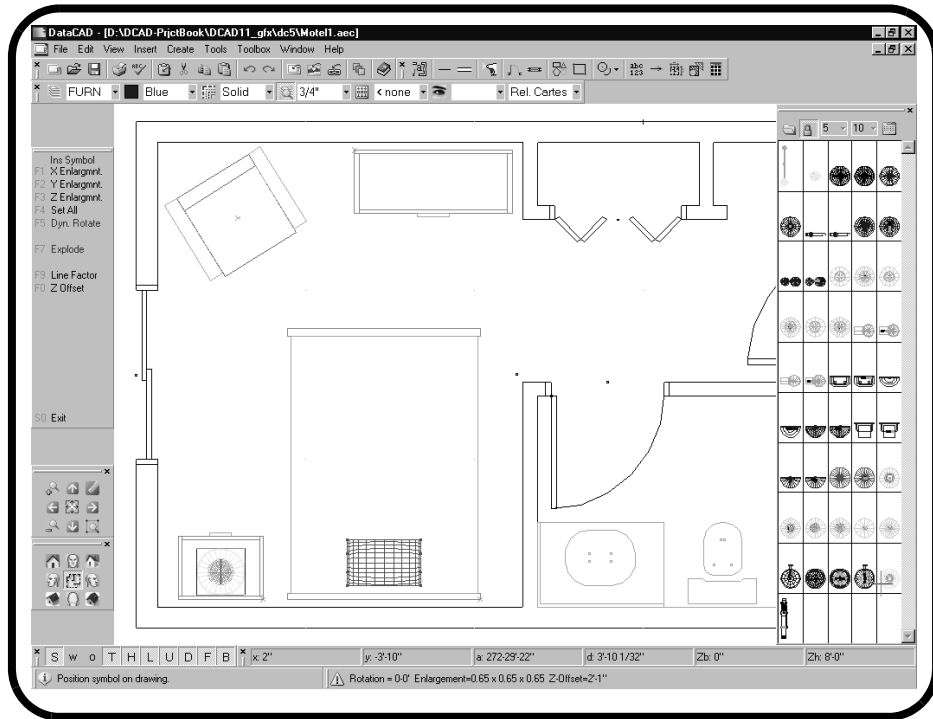 DataCAD - [D:\DCAD-PrjctBook\DCAD11_gfx\dc5\Motel1.aec]
File Edit View Insert Create Tools Toolbox Window Help
ABC
abc
123
FURN Blue Solid 3/4" < none Rel. Cartes
5 10
Ins Symbol
F1 X Enlargmnt.
F2 Y Enlargmnt.
F3 Z Enlargmnt.
F4 Set All
F5 Dyn. Rotate
F7 Explode
F9 Line Factor
F0 Z Offset
S0 Exit
S w o T H L U D F B x: 2" y: -3'-10" a: 272-29'-22" d: 3'-10 1/32" Zb: 0" Zh: 8'-0"
Position symbol on drawing. Rotation = 0-0' Enlargement=0.65 x 0.65 x 0.65 Z-Offset=2'-1"